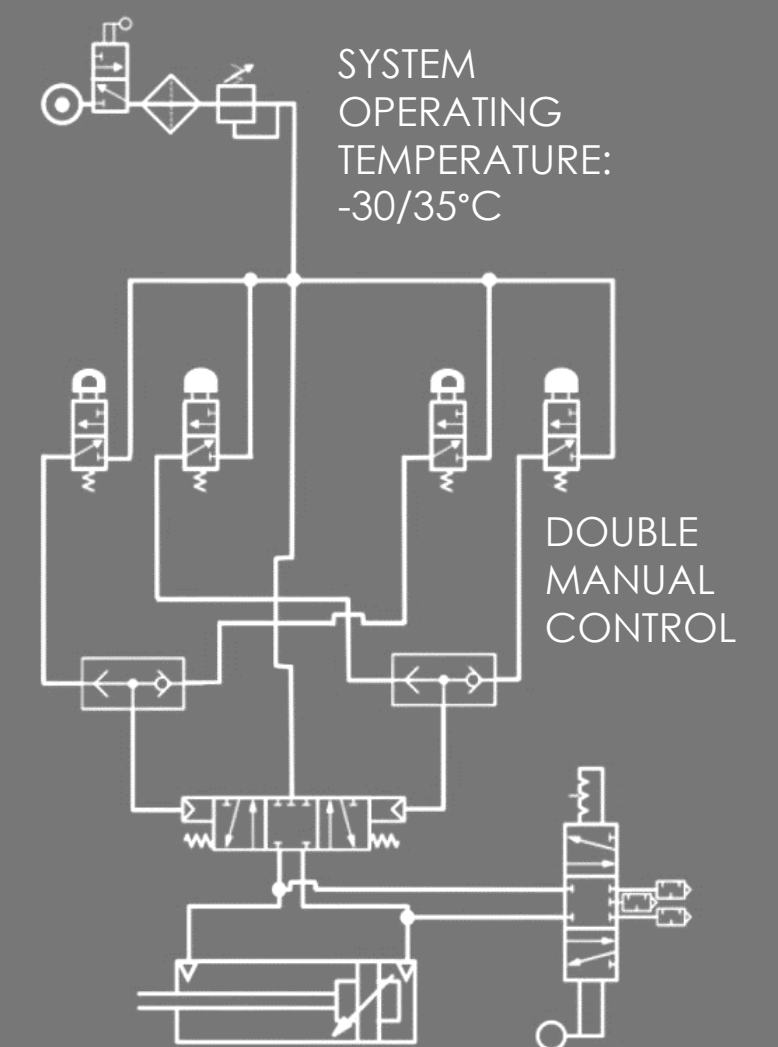 SYSTEM
OPERATING
TEMPERATURE:
-30/35°C
DOUBLE
MANUAL
CONTROL